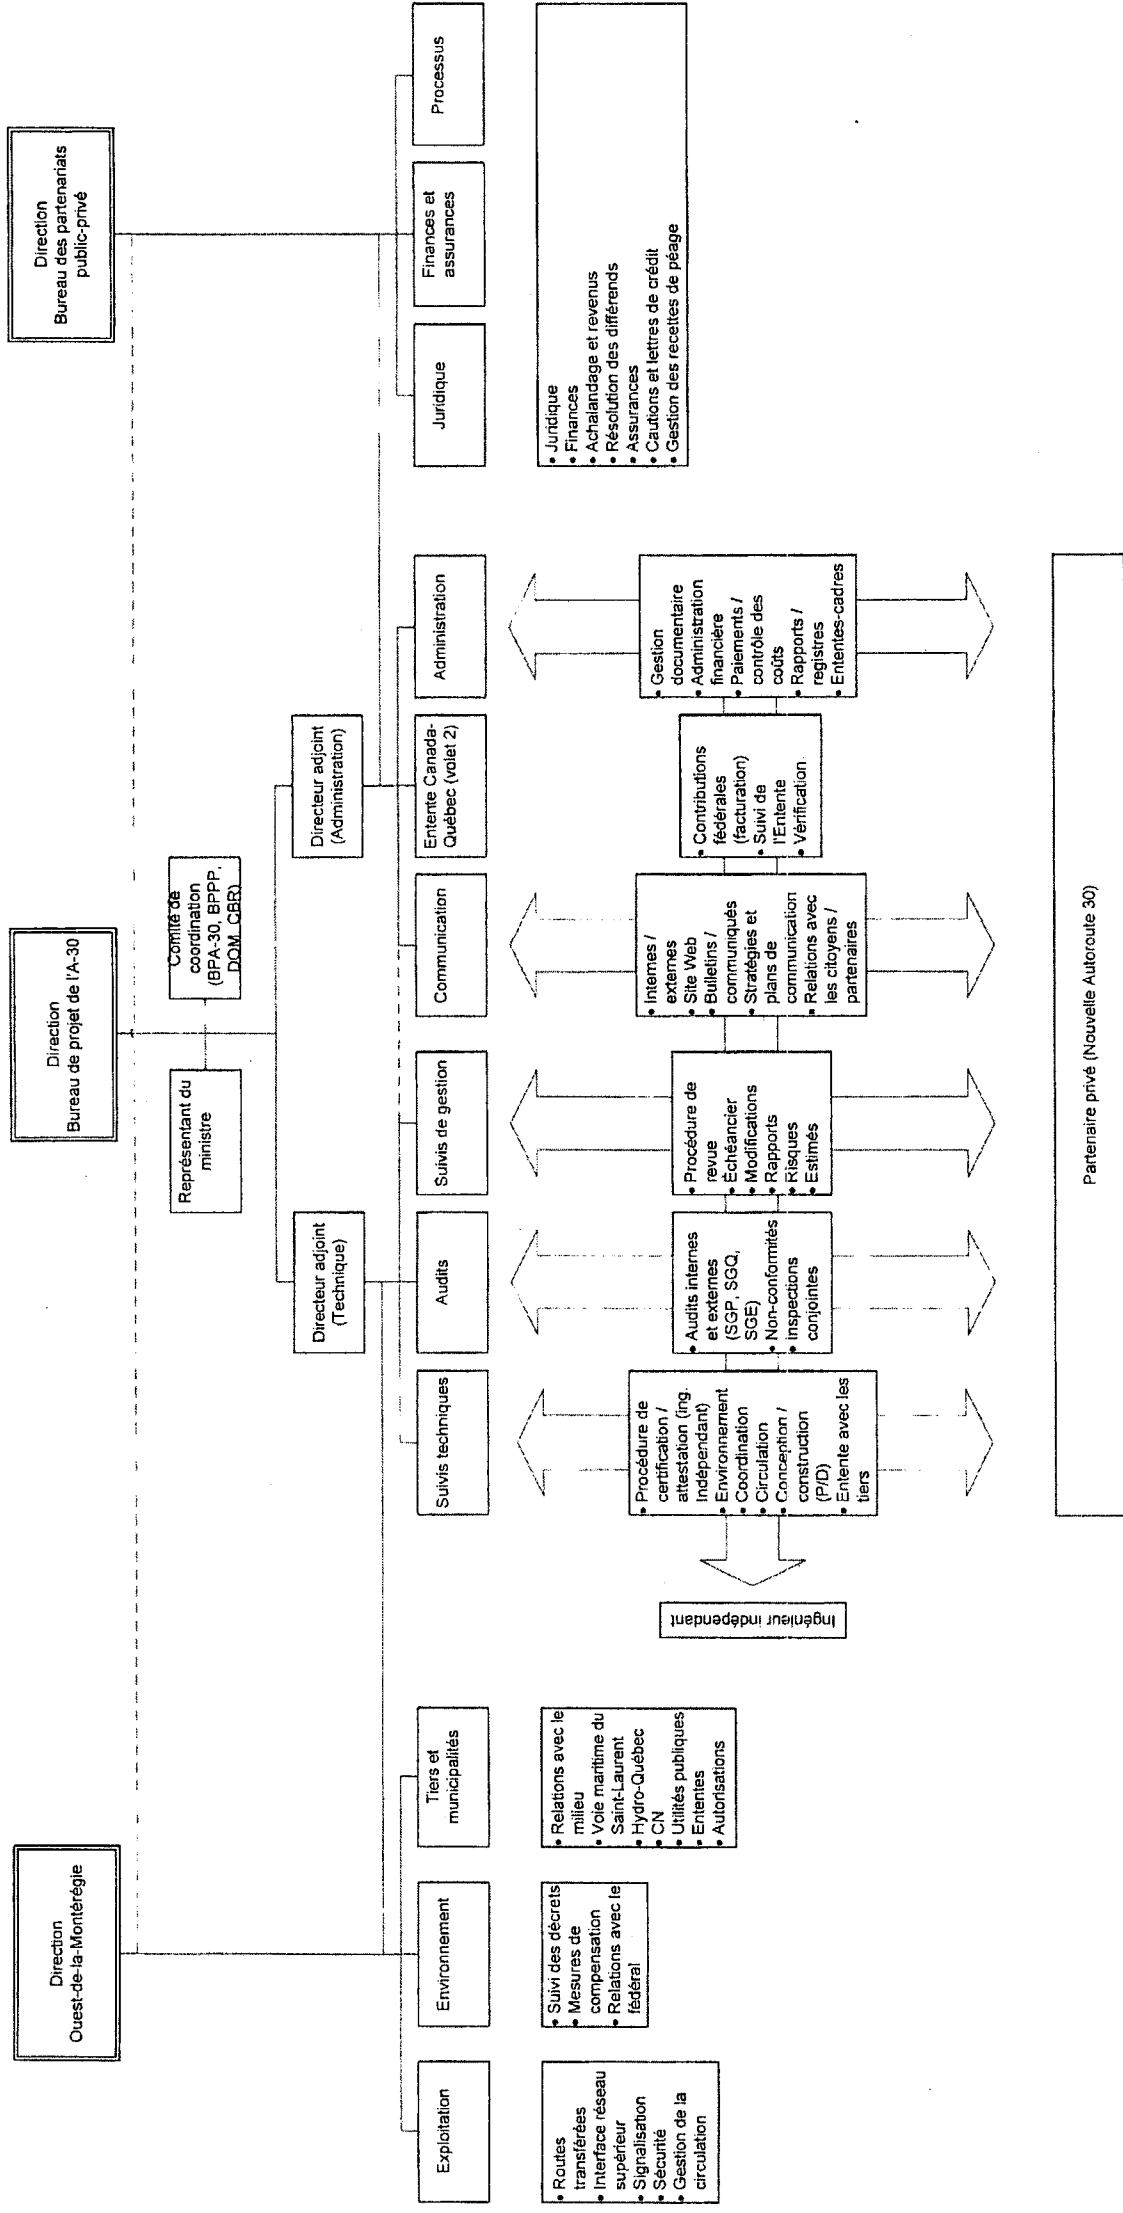 Direction
Ouest-de-la-Montérégie
Direction
Bureau de projet de l'A-30
Direction
Bureau des partenariats
public-privé
Représentant du
ministre
Comité de
coordination
(BPA-30, BPPP,
DOM, CBR)
Directeur adjoint
(Technique)
Directeur adjoint
(Administration)
Exploitation
Environnement
Tiers et
municipalités
Suivis techniques
Audits
Suivis de gestion
Communication
Entente Canada-
Québec (volet 2)
Administration
Juridique
Finances et
assurances
Processus
• Routes
transférées
• Interface réseau
supérieur
• Signalisation
• Sécurité
• Gestion de la
circulation
• Suivi des décrets
• Mesures de
compensation
• Relations avec le
fédéral
• Relations avec le
milieu
• Voie maritime du
Saint-Laurent
• Hydro-Québec
• CN
• Utilités publiques
• Ententes
• Autorisations
Ingénieur indépendant
• Procédure de
certification /
attestation (ing.
Indépendant)
• Environnement
• Coordination
• Circulation
• Conception /
construction
(P/D)
• Entente avec les
tiers
• Audits internes
et externes
(SGP, SGQ,
SGE)
• Non-conformités
• Inspections
conjointes
• Procédure de
revue
• Échéancier
• Modifications
• Rapports
• Risques
• Estimés
• Internes /
externes
• Site Web
• Bulletins /
communiqués
• Stratégies et
plans de
communication
• Relations avec
les citoyens /
partenaires
• Contributions
fédérales
(facturation)
• Suivi de
l'Entente
• Vérification
• Gestion
documentaire
• Administration
financière
• Paiements /
contrôle des
coûts
• Rapports /
registres
• Ententes-cadres
• Juridique
• Finances
• Achalandage et revenus
• Résolution des différends
• Assurances
• Cautions et lettres de crédit
• Gestion des recettes de péage
Partenaire privé (Nouvelle Autoroute 30)